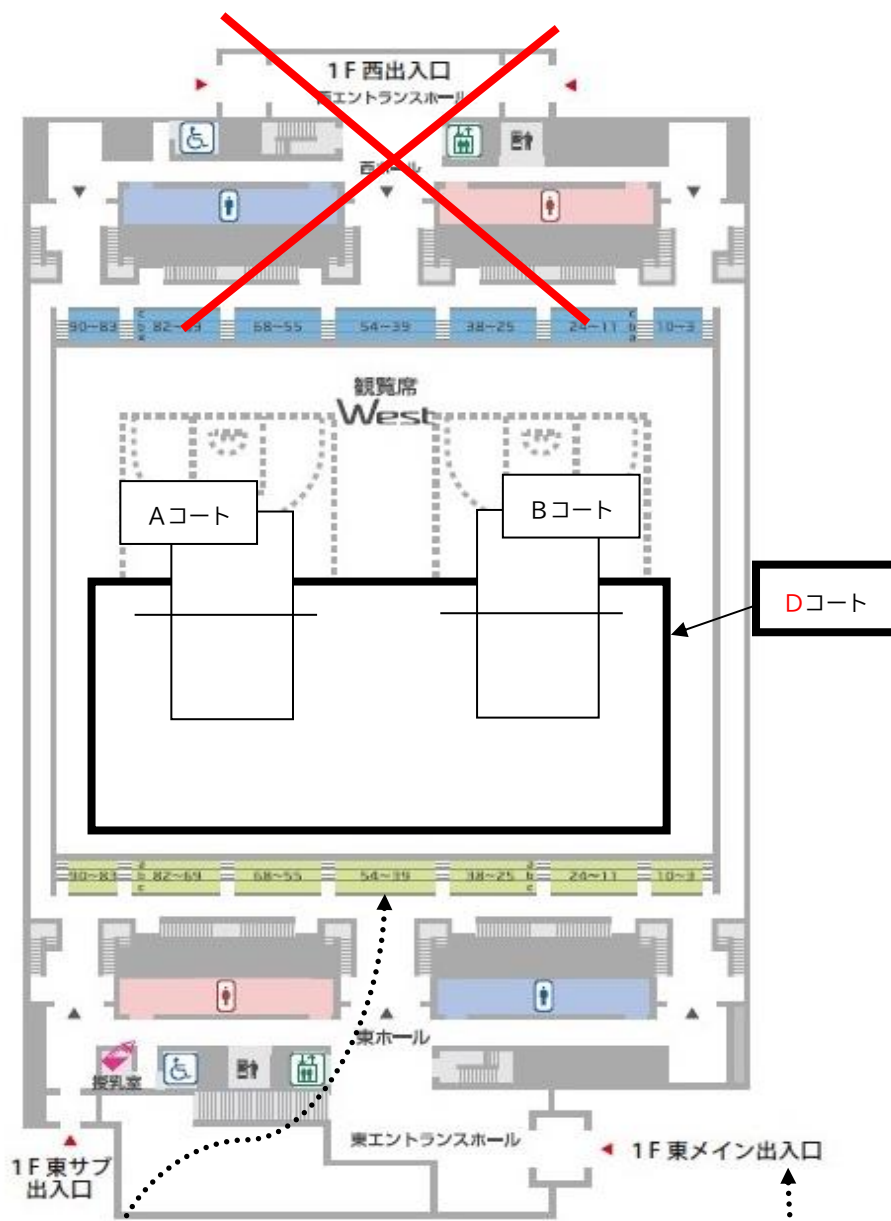 1F 西出入口
西エントランスホール
西ホール
90~83
c
b
a
82~69
68~55
54~39
38~25
24~11
c
b
a
10~3
観覧席
West
Aコート
Bコート
Dコート
90~83
a
b
c
82~69
68~55
54~39
38~25
a
b
c
24~11
10~3
東ホール
授乳室
東エントランスホール
1F 東メイン出入口
1F 東サブ
出入口